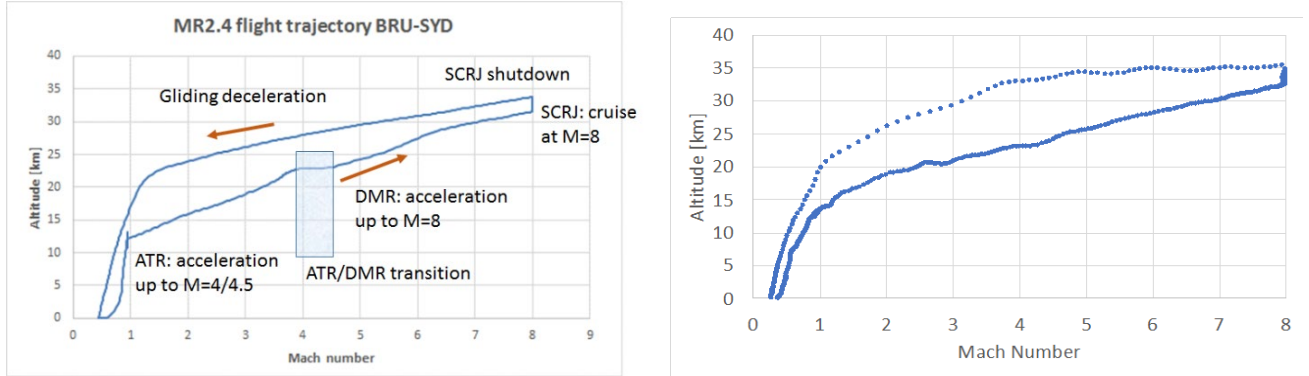 MR2.4 flight trajectory BRU-SYD
Altitude [km]
40
35
30
25
20
15
10
5
0
SCRJ shutdown
Gliding deceleration
SCRJ: cruise
at M=8
DMR: acceleration
up to M=8
ATR: acceleration
up to M=4/4.5
ATR/DMR transition
0 1 2 3 4 5 6 7 8 9
Mach number
Altitude [km]
40
35
30
25
20
15
10
5
0
0 1 2 3 4 5 6 7 8
Mach Number